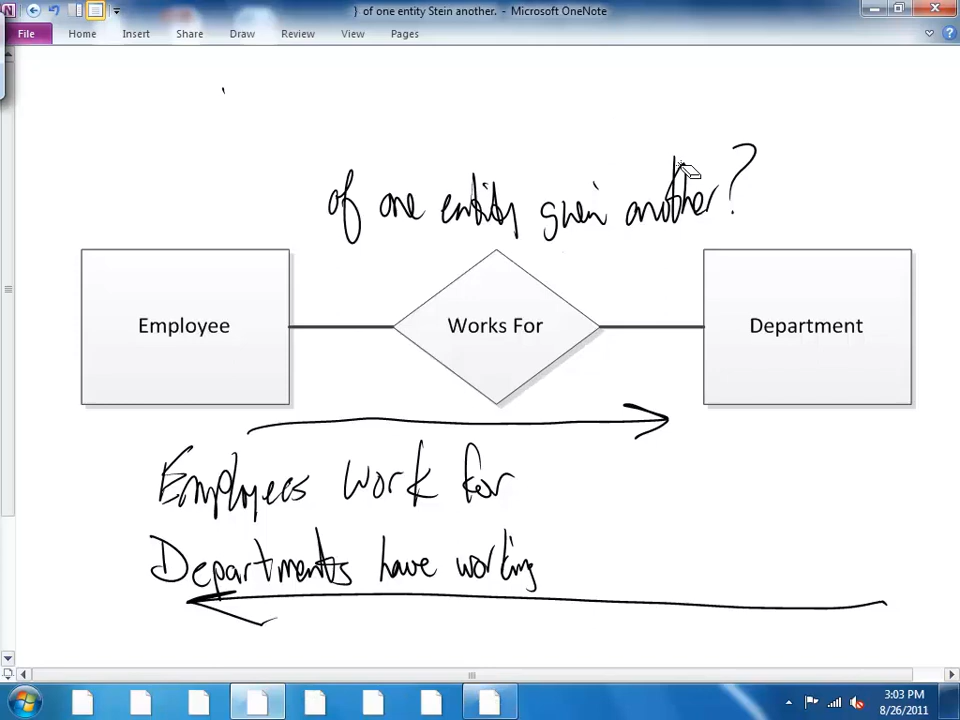 } of one entity Stein another. - Microsoft OneNote
File Home Insert Share Draw Review View Pages
of one entity given another?
Employee Works For Department
Employees work for
Departments have working
3:03 PM
8/26/2011